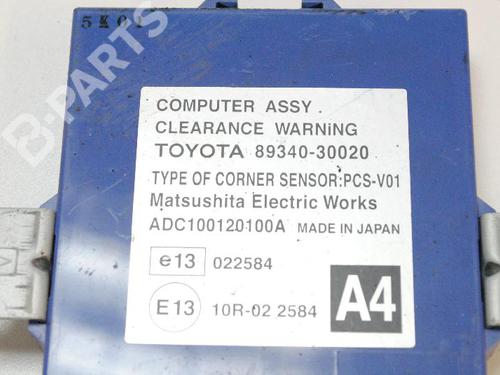 5K01
COMPUTER ASSY.
CLEARANCE WARNiNG
TOYOTA 89340-30020
TYPE OF CORNER SENSOR:PCS-V01
Matsushita Electric Works
ADC100120100A MADE IN JAPAN
e13 022584
E13 10R-02 2584
A4
B-PARTS